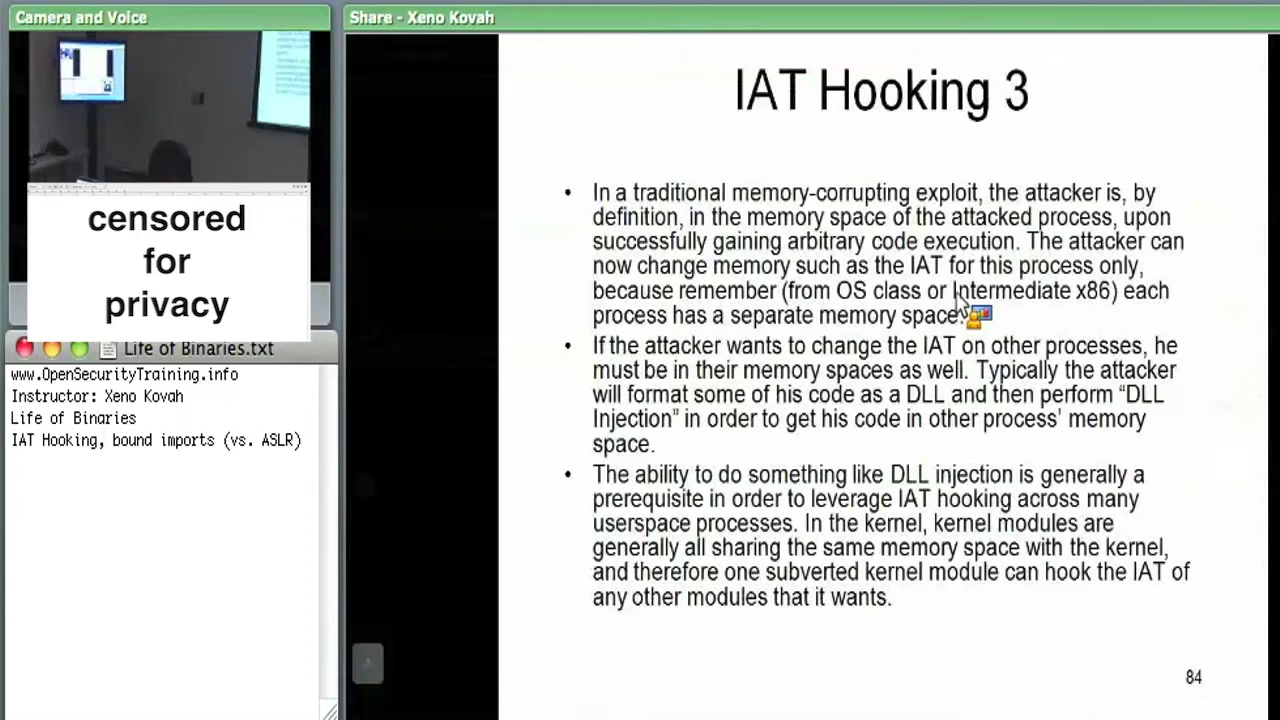 Camera and Voice
Share - Xeno Kovah
censored
for
privacy
Life of Binaries.txt
www.OpenSecurityTraining.info
Instructor: Xeno Kovah
Life of Binaries
IAT Hooking, bound imports (vs. ASLR)
IAT Hooking 3
• In a traditional memory-corrupting exploit, the attacker is, by
definition, in the memory space of the attacked process, upon
successfully gaining arbitrary code execution. The attacker can
now change memory such as the IAT for this process only,
because remember (from OS class or Intermediate x86) each
process has a separate memory space.
• If the attacker wants to change the IAT on other processes, he
must be in their memory spaces as well. Typically the attacker
will format some of his code as a DLL and then perform “DLL
Injection” in order to get his code in other process’ memory
space.
• The ability to do something like DLL injection is generally a
prerequisite in order to leverage IAT hooking across many
userspace processes. In the kernel, kernel modules are
generally all sharing the same memory space with the kernel,
and therefore one subverted kernel module can hook the IAT of
any other modules that it wants.
84